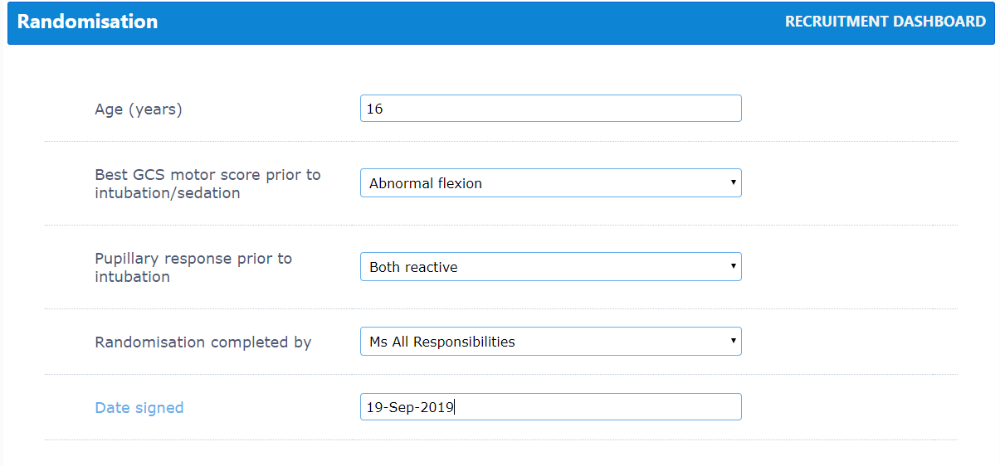 Randomisation
RECRUITMENT DASHBOARD
Age (years)
16
Best GCS motor score prior to
intubation/sedation
Abnormal flexion
Pupillary response prior to
intubation
Both reactive
Randomisation completed by
Ms All Responsibilities
Date signed
19-Sep-2019